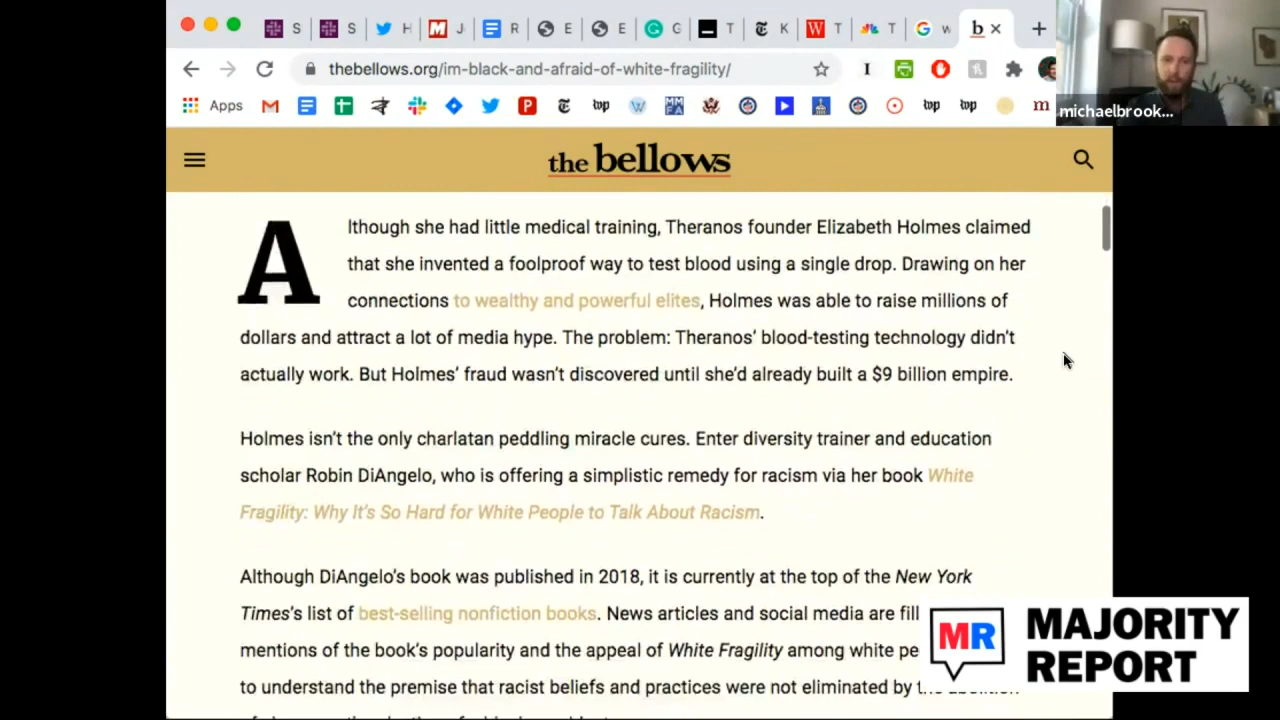 S
S
H
J
R
E
E
G
T
K
T
T
w
b
thebellows.org/im-black-and-afraid-of-white-fragility/
michaelbrook...
Apps
the bellows
Although she had little medical training, Theranos founder Elizabeth Holmes claimed
that she invented a foolproof way to test blood using a single drop. Drawing on her
connections to wealthy and powerful elites, Holmes was able to raise millions of
dollars and attract a lot of media hype. The problem: Theranos’ blood-testing technology didn’t
actually work. But Holmes’ fraud wasn’t discovered until she’d already built a $9 billion empire.
Holmes isn’t the only charlatan peddling miracle cures. Enter diversity trainer and education
scholar Robin DiAngelo, who is offering a simplistic remedy for racism via her book White
Fragility: Why It’s So Hard for White People to Talk About Racism.
Although DiAngelo’s book was published in 2018, it is currently at the top of the New York
Times’s list of best-selling nonfiction books. News articles and social media are fill
mentions of the book’s popularity and the appeal of White Fragility among white pe
to understand the premise that racist beliefs and practices were not eliminated by
MR
MAJORITY
REPORT